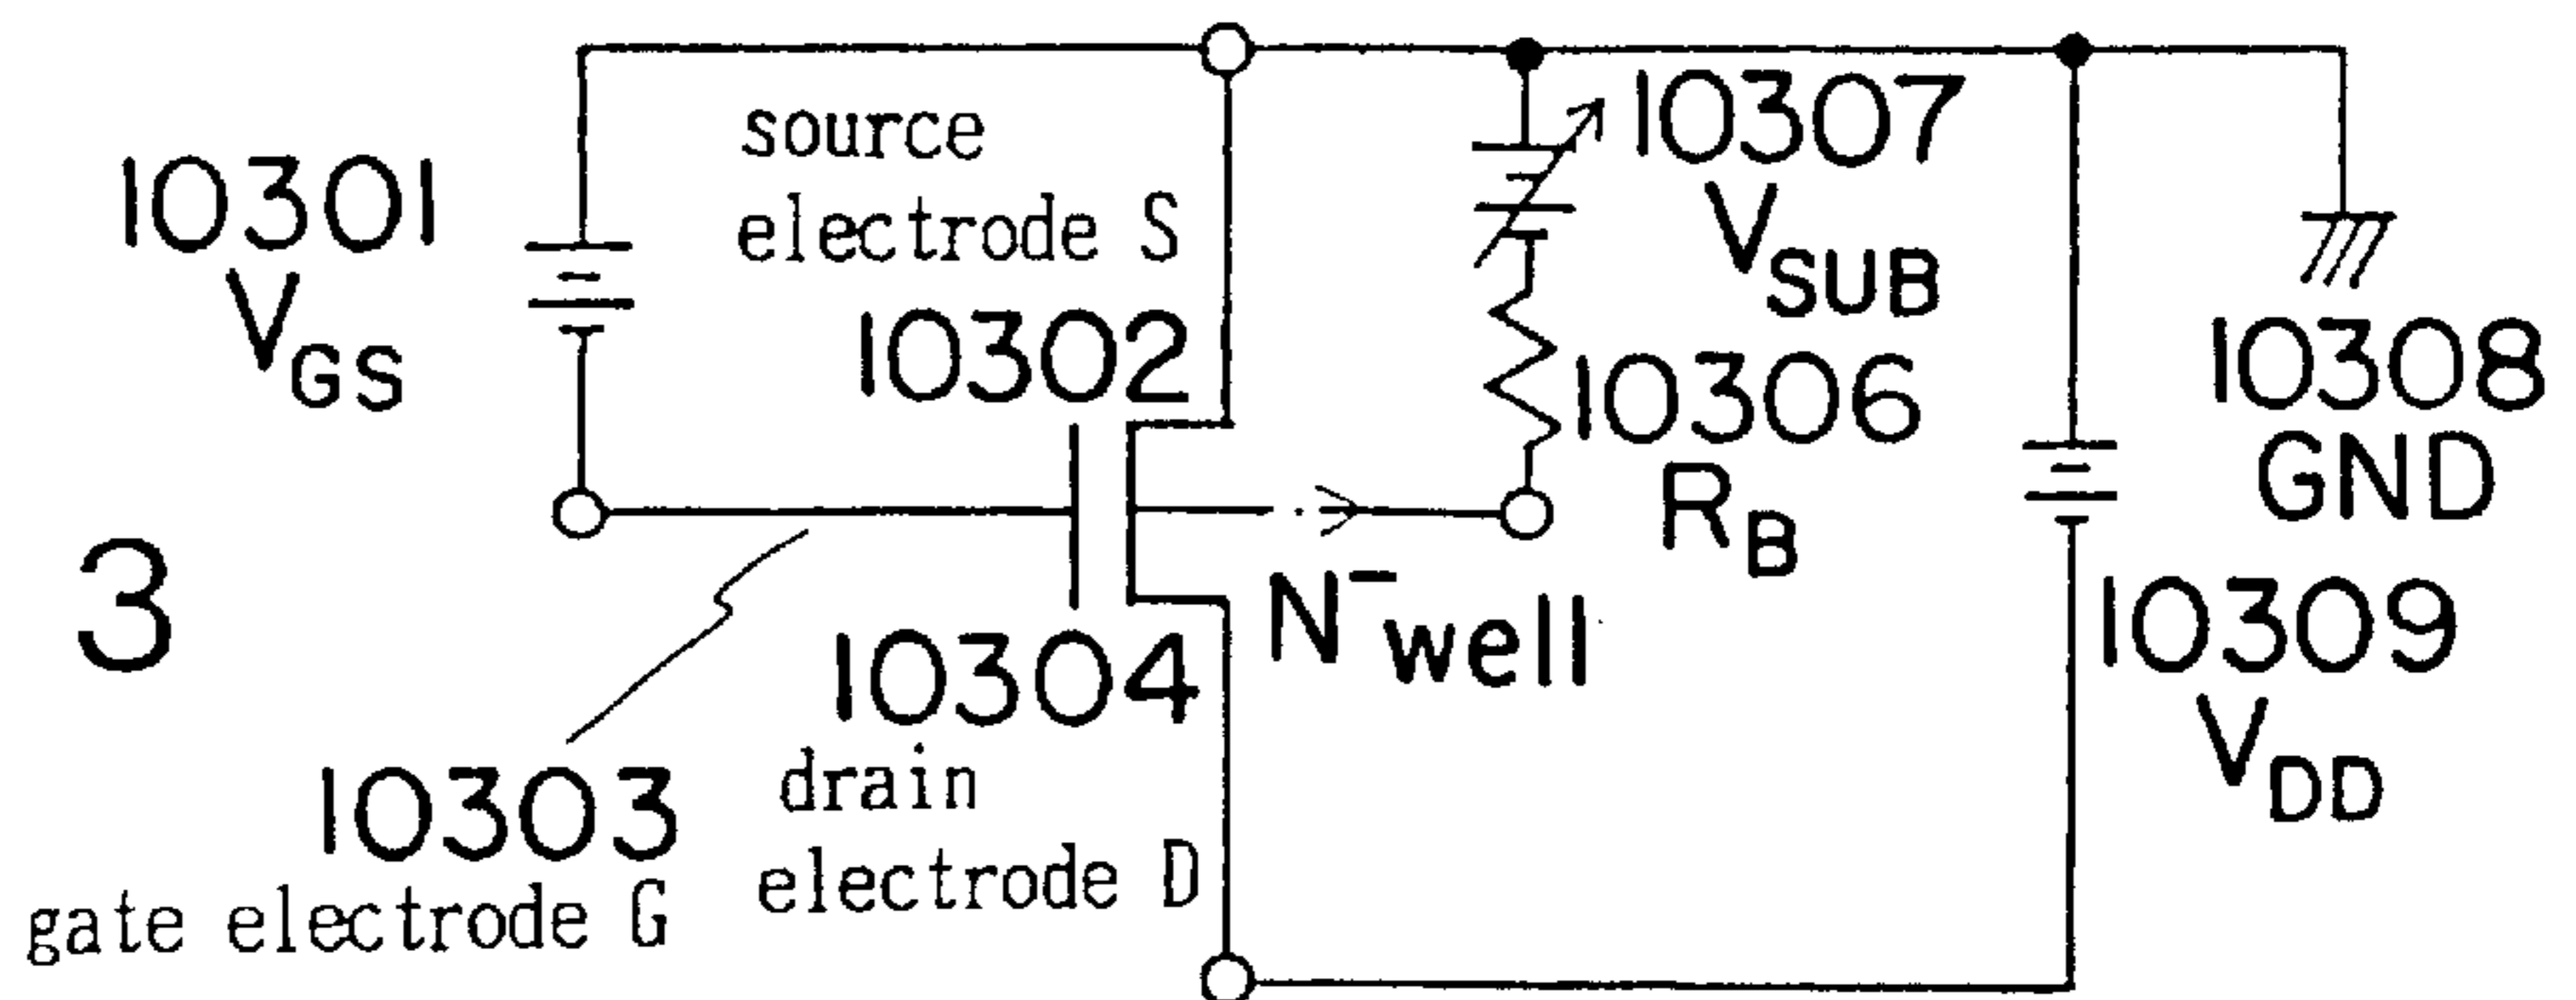 10301
V_GS
source
electrode S
10302
10307
V_SUB
10306
R_B
10308
GND
3
N⁻well
10304
drain
electrode D
10303
gate electrode G
10309
V_DD